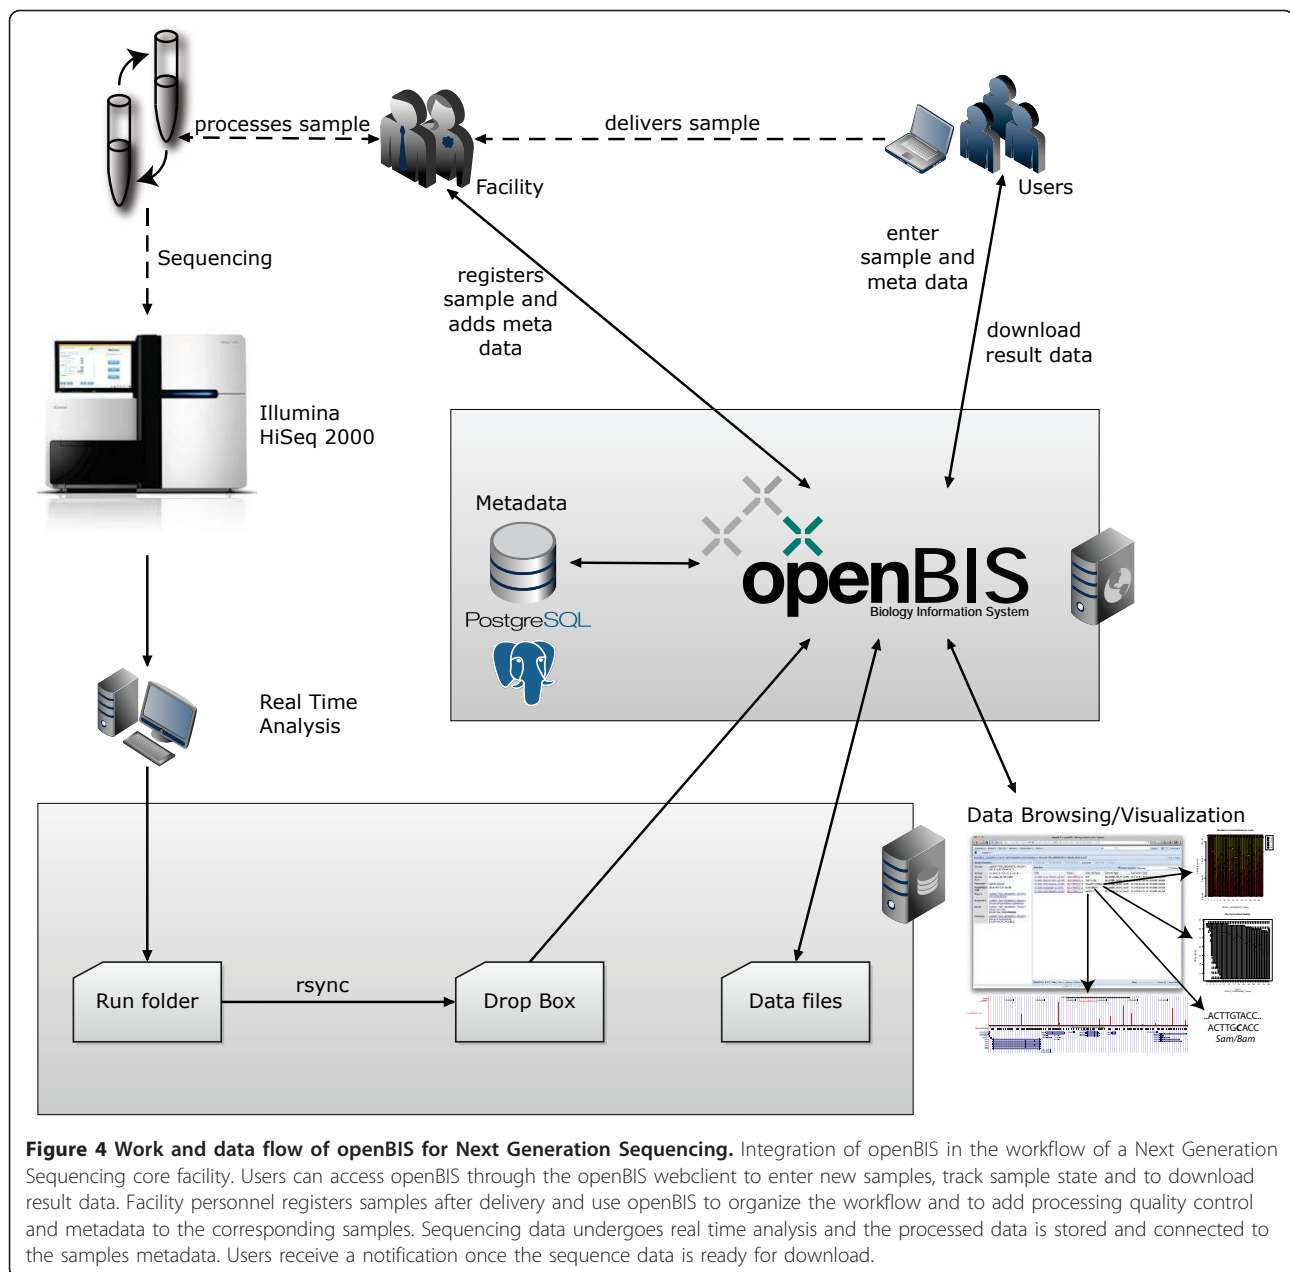 processes sample
delivers sample
Facility
Users
Sequencing
enter
sample and
meta data
registers
sample and
adds meta
data
download
result data
Illumina
HiSeq 2000
Metadata
PostgreSQL
openBIS
Biology Information System
Real Time
Analysis
Data Browsing/Visualization
Run folder
rsync
Drop Box
Data files
..ACTTGTACC..
ACTTGCACC
Sam/Bam
Figure 4 Work and data flow of openBIS for Next Generation Sequencing. Integration of openBIS in the workflow of a Next Generation
Sequencing core facility. Users can access openBIS through the openBIS webclient to enter new samples, track sample state and to download
result data. Facility personnel registers samples after delivery and use openBIS to organize the workflow and to add processing quality control
and metadata to the corresponding samples. Sequencing data undergoes real time analysis and the processed data is stored and connected to
the samples metadata. Users receive a notification once the sequence data is ready for download.